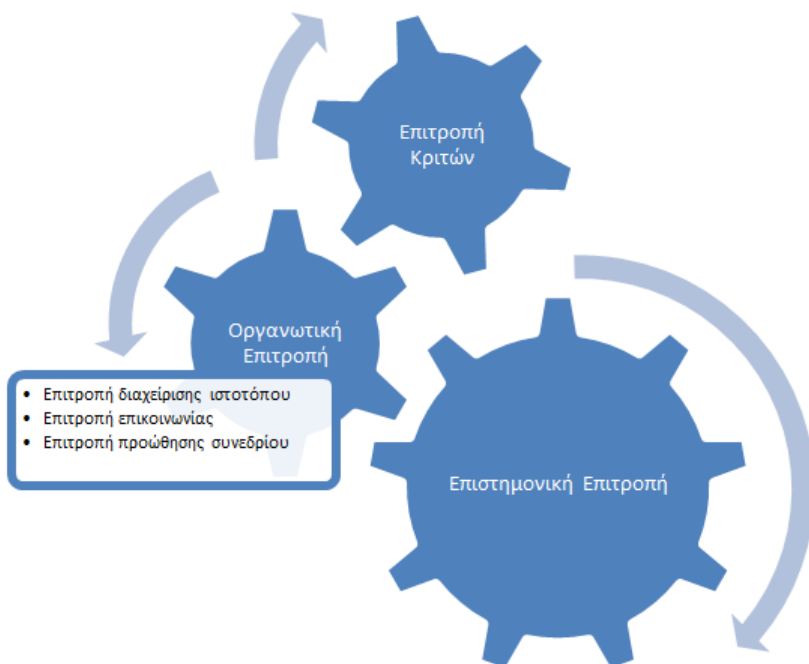 Επιτροπή
Κριτών
Οργανωτική
Επιτροπή
• Επιτροπή διαχείρισης ιστοτόπου
• Επιτροπή επικοινωνίας
• Επιτροπή προώθησης συνεδρίου
Επιστημονική Επιτροπή